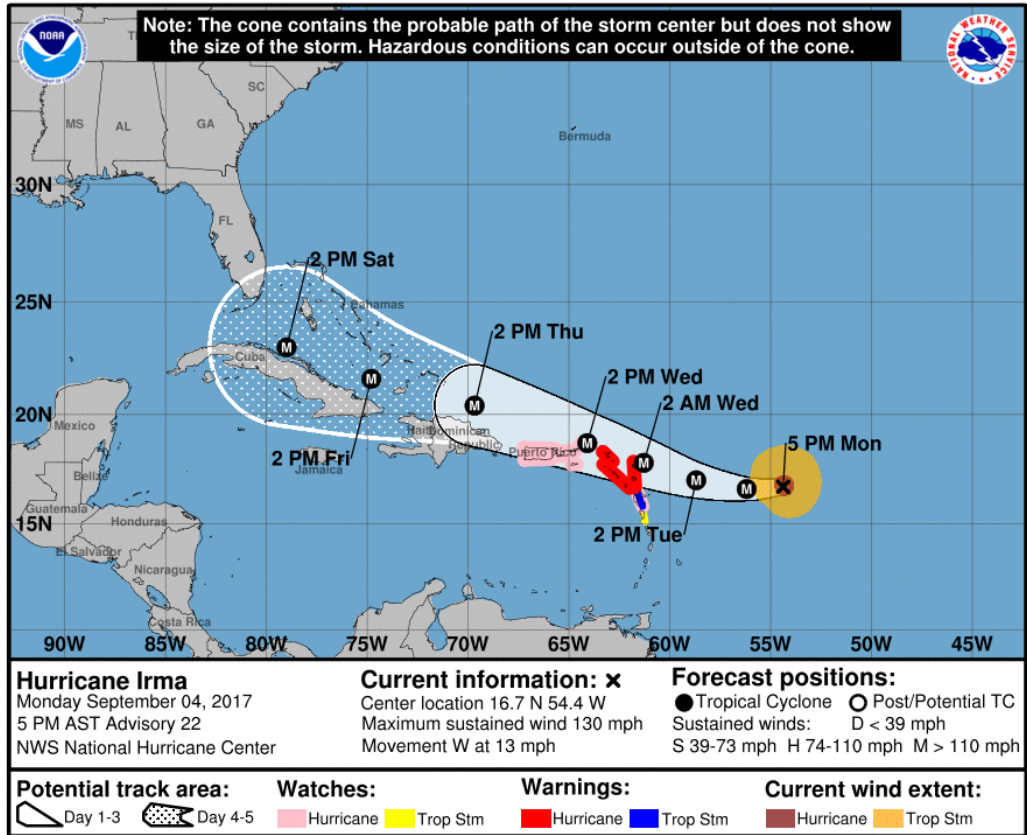 Note: The cone contains the probable path of the storm center but does not show
the size of the storm. Hazardous conditions can occur outside of the cone.
NOAA
NATIONAL WEATHER SERVICE
SC
MS
AL
GA
Bermuda
30N
FL
2 PM Sat
25N
Bahamas
2 PM Thu
Cuba
2 PM Wed
2 AM Wed
20N
Mexico
Haiti
Dominican
Republic
Puerto Rico
5 PM Mon
2 PM Fri
Jamaica
Belize
Guatemala
15N
Honduras
2 PM Tue
El Salvador
Nicaragua
Costa Rica
90W 85W 80W 75W 70W 65W 60W 55W 50W 45W
M M M M M M M
Hurricane Irma
Monday September 04, 2017
5 PM AST Advisory 22
NWS National Hurricane Center
Current information: x
Center location 16.7 N 54.4 W
Maximum sustained wind 130 mph
Movement W at 13 mph
Forecast positions:
Tropical Cyclone Post/Potential TC
Sustained winds: D < 39 mph
S 39-73 mph H 74-110 mph M > 110 mph
Potential track area:
Day 1-3 Day 4-5
Watches:
Hurricane Trop Stm
Warnings:
Hurricane Trop Stm
Current wind extent:
Hurricane Trop Stm